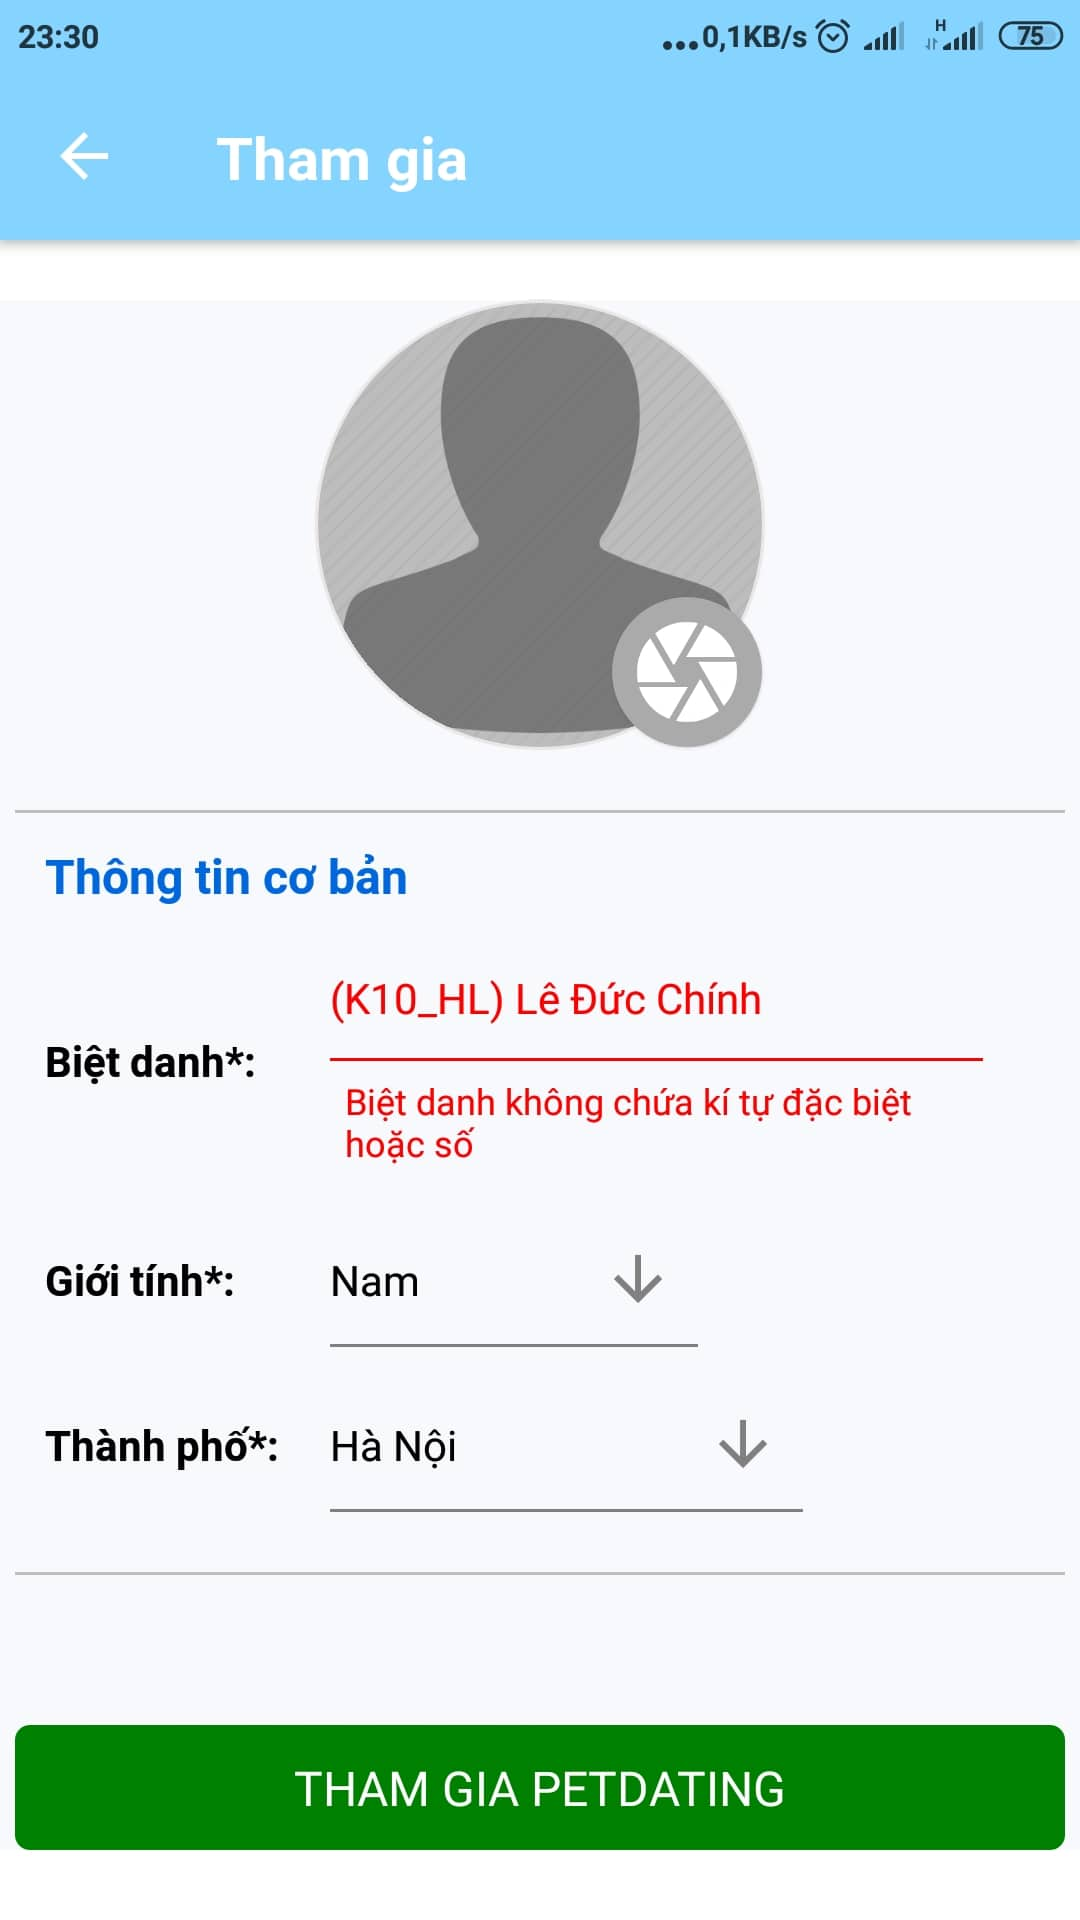 23:30
...0,1KB/s H 75
Tham gia
Thông tin cơ bản
(K10_HL) Lê Đức Chính
Biệt danh*:
Biệt danh không chứa kí tự đặc biệt
hoặc số
Giới tính*: Nam
Thành phố*: Hà Nội
THAM GIA PETDATING